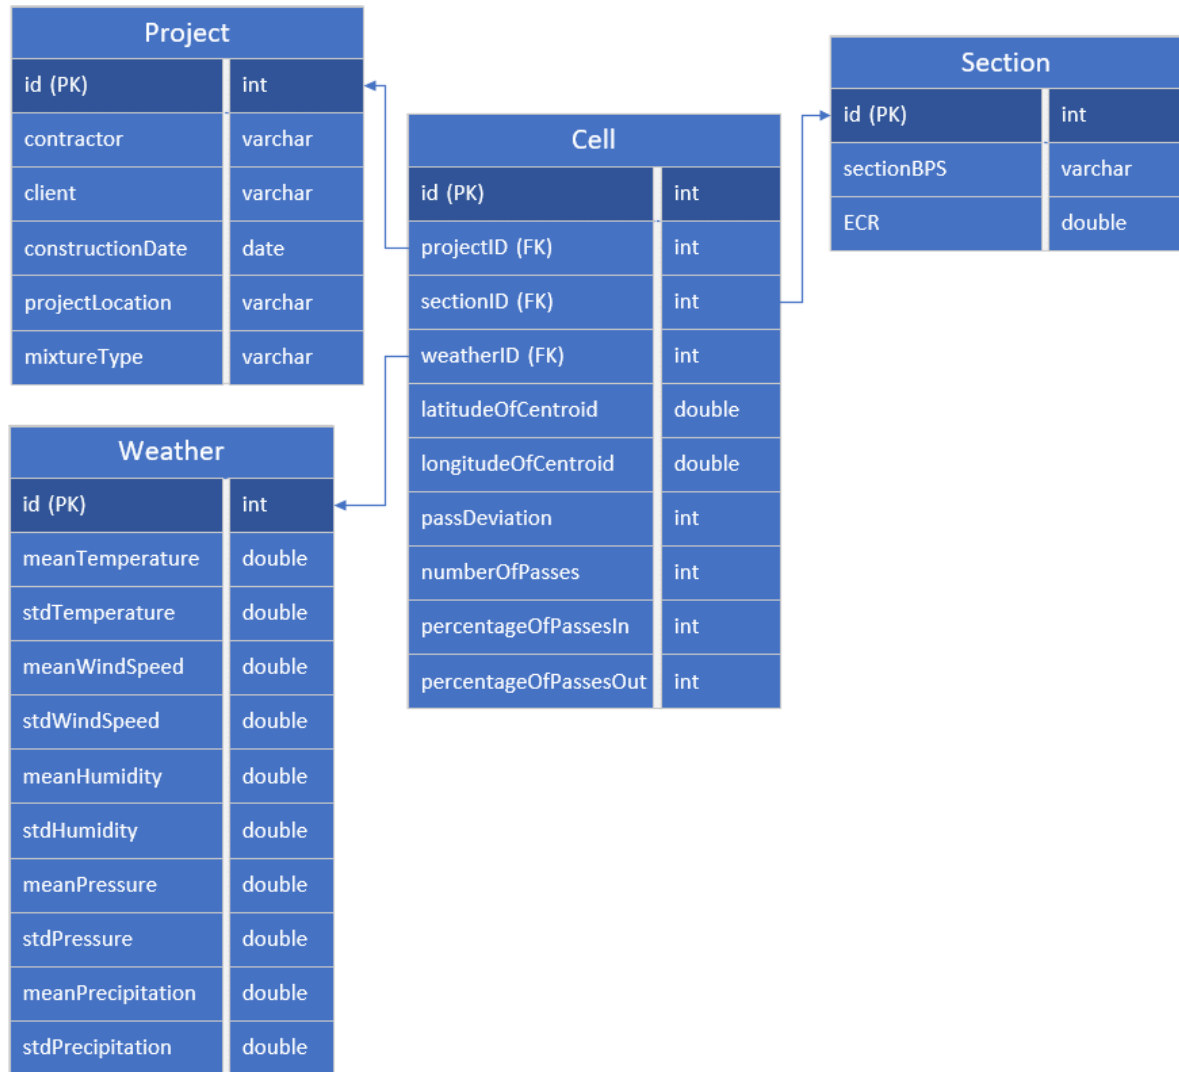 Project
id (PK) int
contractor varchar
client varchar
constructionDate date
projectLocation varchar
mixtureType varchar
Weather
id (PK) int
meanTemperature double
stdTemperature double
meanWindSpeed double
stdWindSpeed double
meanHumidity double
stdHumidity double
meanPressure double
stdPressure double
meanPrecipitation double
stdPrecipitation double
Cell
id (PK) int
projectID (FK) int
sectionID (FK) int
weatherID (FK) int
latitudeOfCentroid double
longitudeOfCentroid double
passDeviation int
numberOfPasses int
percentageOfPassesIn int
percentageOfPassesOut int
Section
id (PK) int
sectionBPS varchar
ECR double